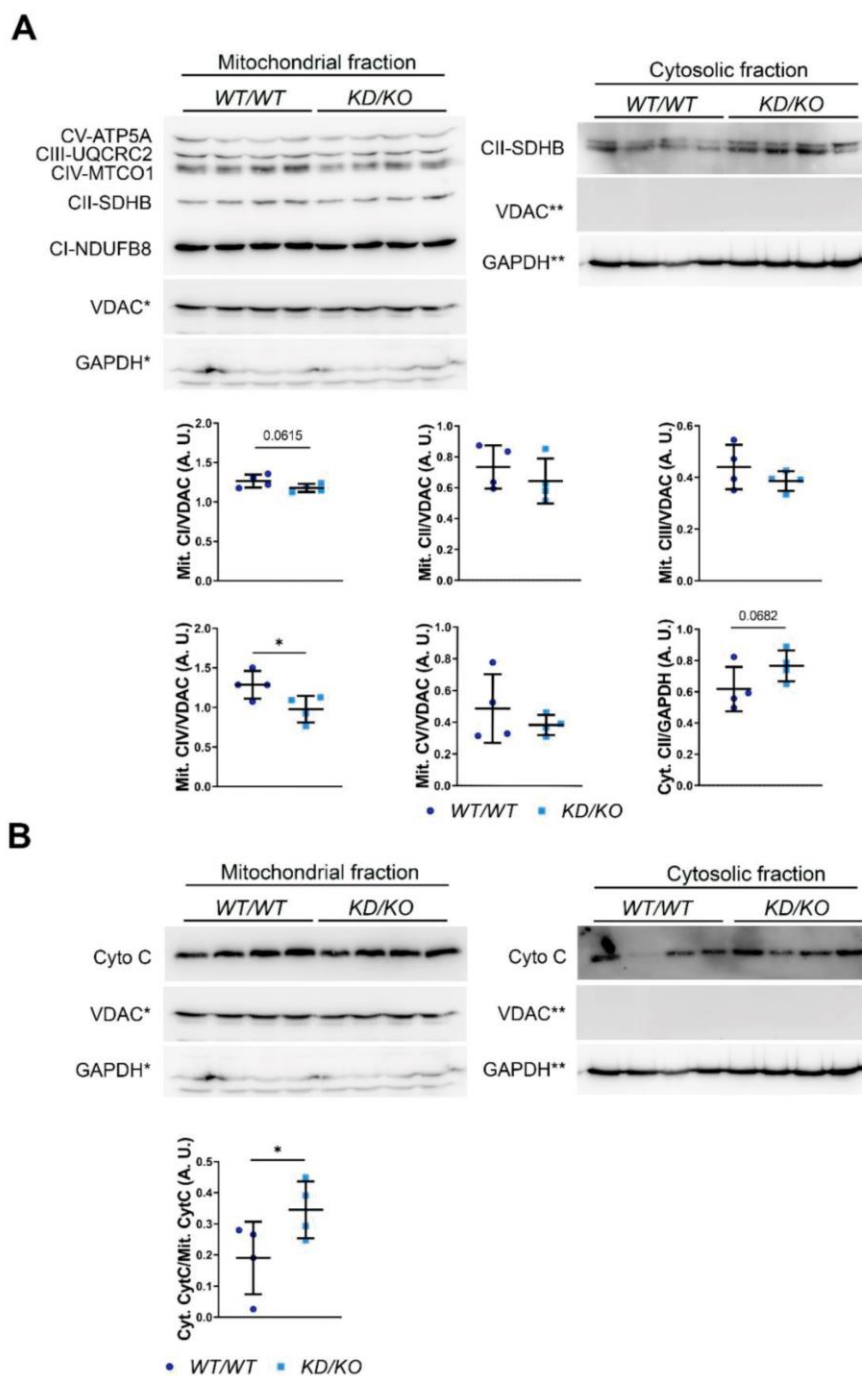 A
Mitochondrial fraction
WT/WT KD/KO
CV-ATP5A
CIII-UQCRC2
CIV-MTCO1
CII-SDHB
CI-NDUFB8
VDAC*
GAPDH*
Cytosolic fraction
WT/WT KD/KO
CII-SDHB
VDAC**
GAPDH**
Mit. CI/VDAC (A. U.)
2.0
1.5
1.0
0.5
0.0
0.0615
Mit. CII/VDAC (A. U.)
1.0
0.8
0.6
0.4
0.2
0.0
Mit. CIII/VDAC (A. U.)
0.6
0.4
0.2
0.0
Mit. CIV/VDAC (A. U.)
2.0
1.5
1.0
0.5
0.0
*
Mit. CV/VDAC (A. U.)
1.0
0.8
0.6
0.4
0.2
0.0
Cyt. CII/GAPDH (A. U.)
1.0
0.8
0.6
0.4
0.2
0.0
0.0682
WT/WT KD/KO
B
Mitochondrial fraction
WT/WT KD/KO
Cyto C
VDAC*
GAPDH*
Cytosolic fraction
WT/WT KD/KO
Cyto C
VDAC**
GAPDH**
Cyt. CytC/Mit. CytC (A. U.)
0.5
0.4
0.3
0.2
0.1
0.0
*
WT/WT KD/KO